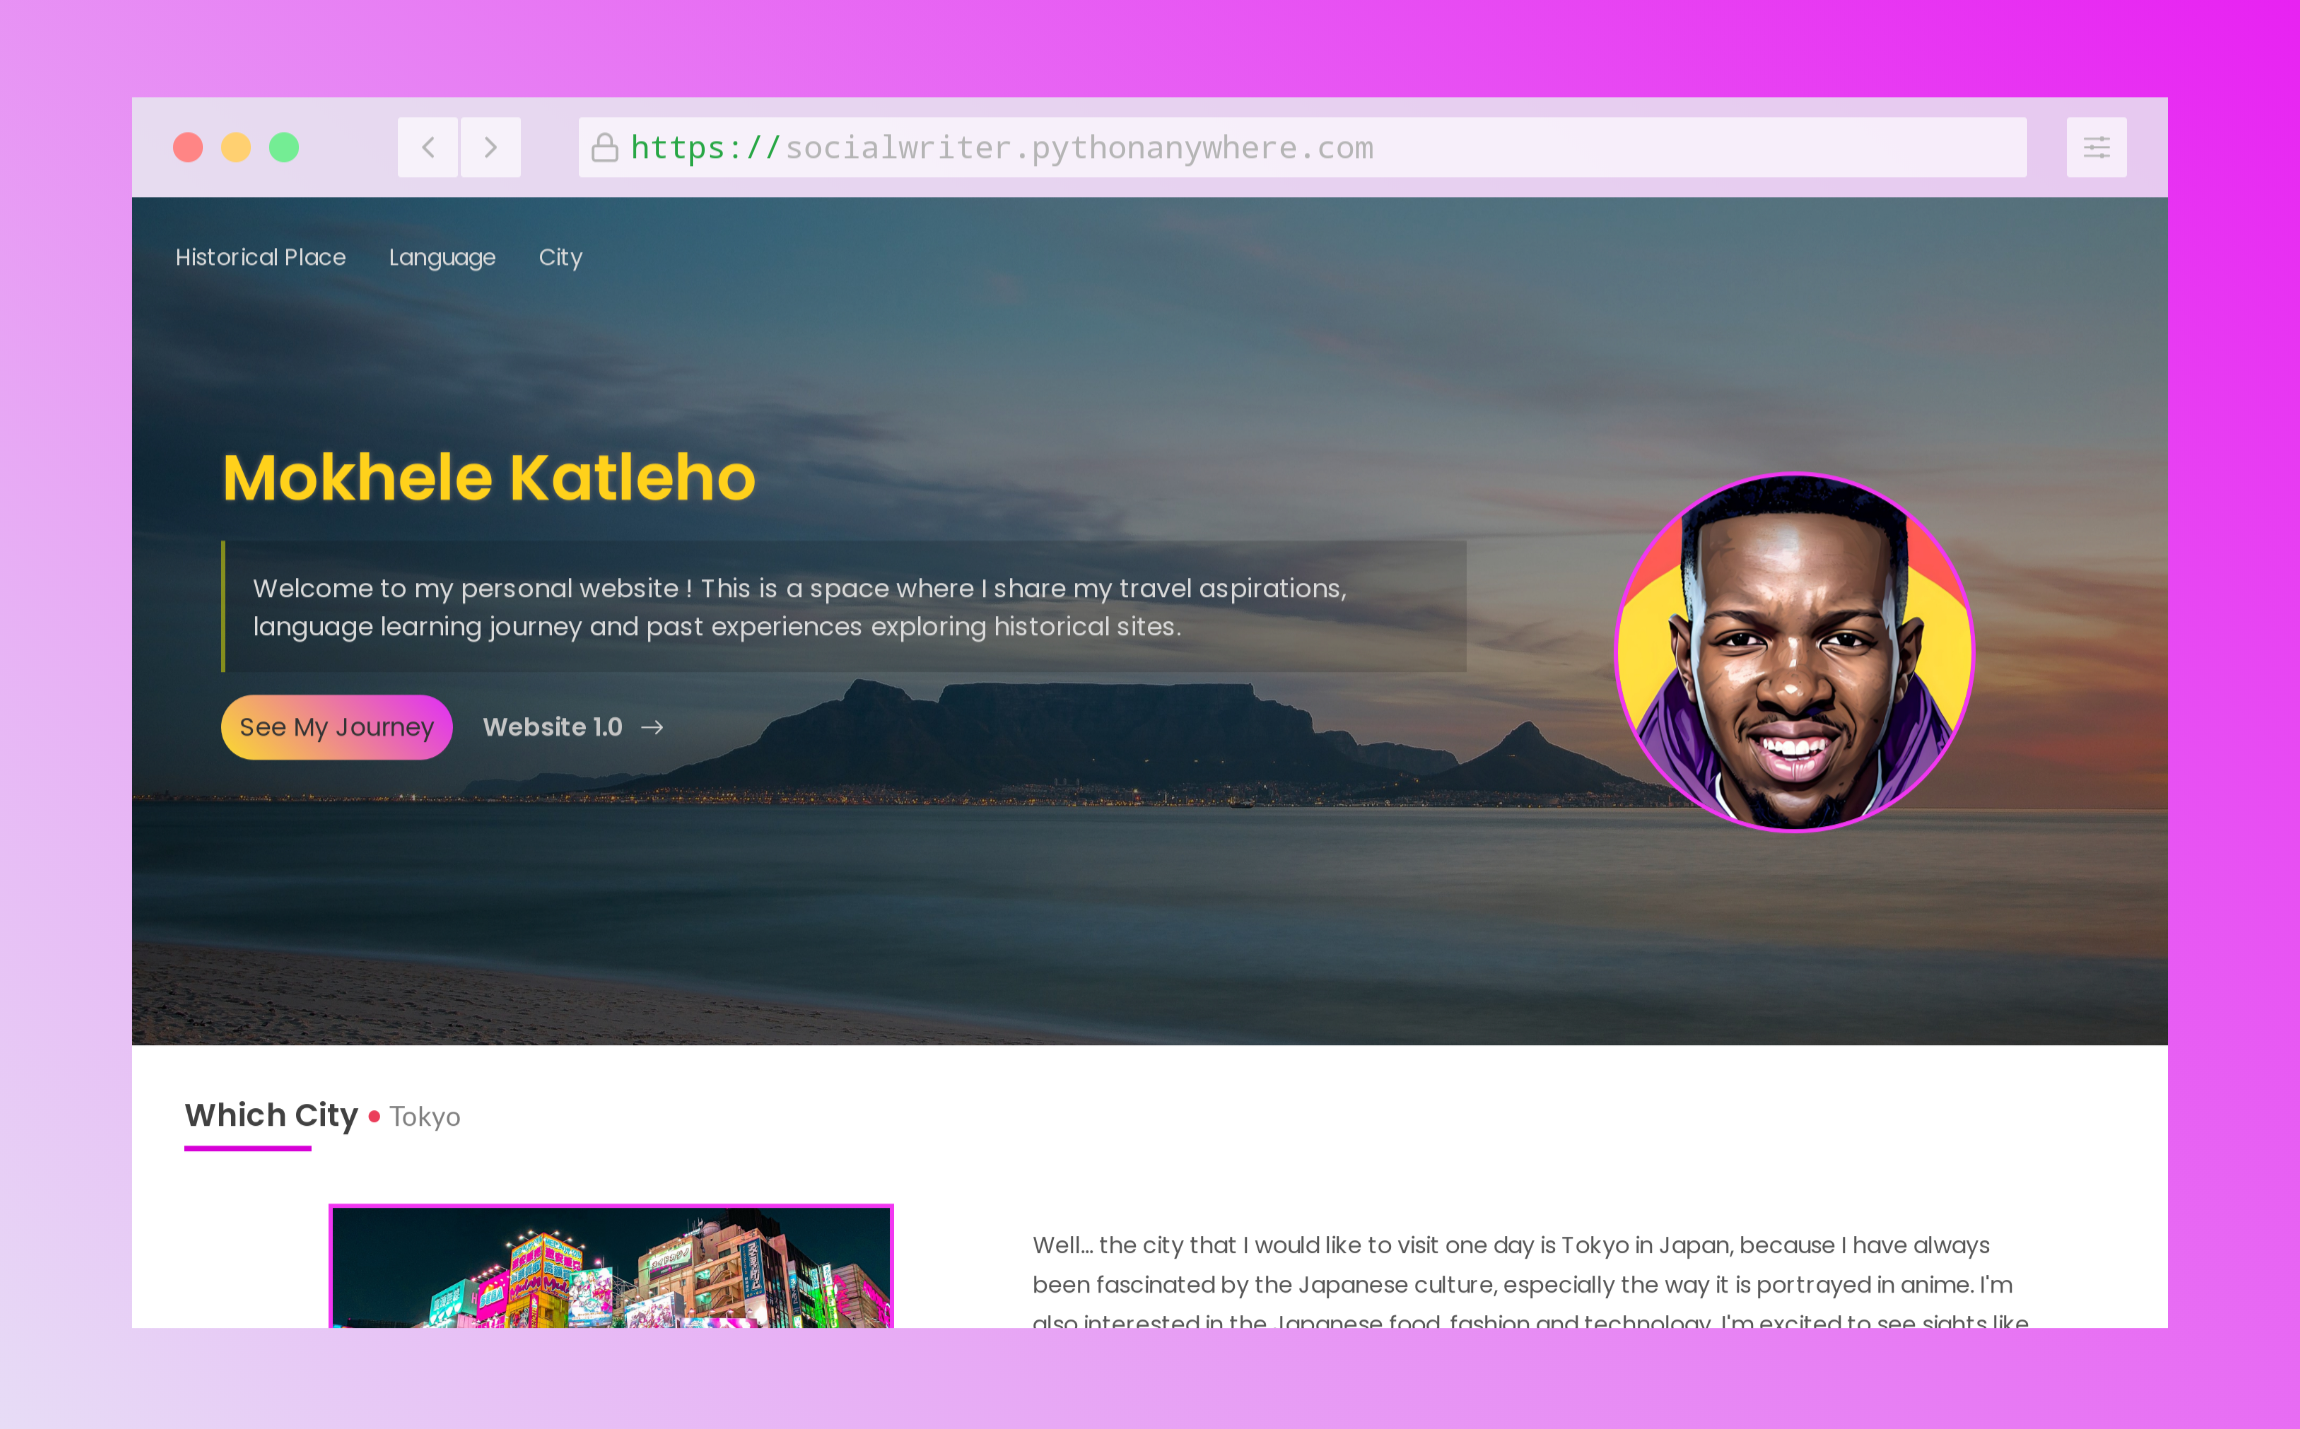 https://socialwriter.pythonanywhere.com
Historical Place Language City
Mokhele Katleho
Welcome to my personal website ! This is a space where I share my travel aspirations,
language learning journey and past experiences exploring historical sites.
See My Journey Website 1.0 →
Which City • Tokyo
Well... the city that I would like to visit one day is Tokyo in Japan, because I have always
been fascinated by the Japanese culture, especially the way it is portrayed in anime. I'm
also interested in the Japanese food, fashion and technology. I'm excited to see sights like
SEGA